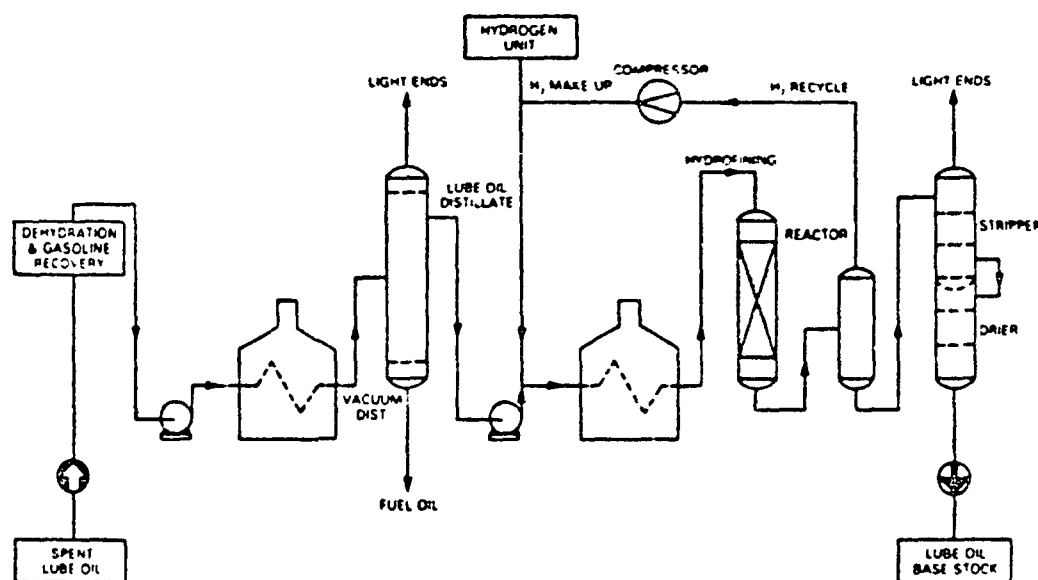 HYDROGEN
UNIT
LIGHT ENDS
H₂ MAKE UP
COMPRESSOR
H₂ RECYCLE
LIGHT ENDS
HYDROFINING
LUBE OIL
DISTILLATE
DEHYDRATION
& GASOLINE
RECOVERY
REACTOR
STRIPPER
DRIER
VACUUM
DIST
FUEL OIL
SPENT
LUBE OIL
LUBE OIL
BASE STOCK